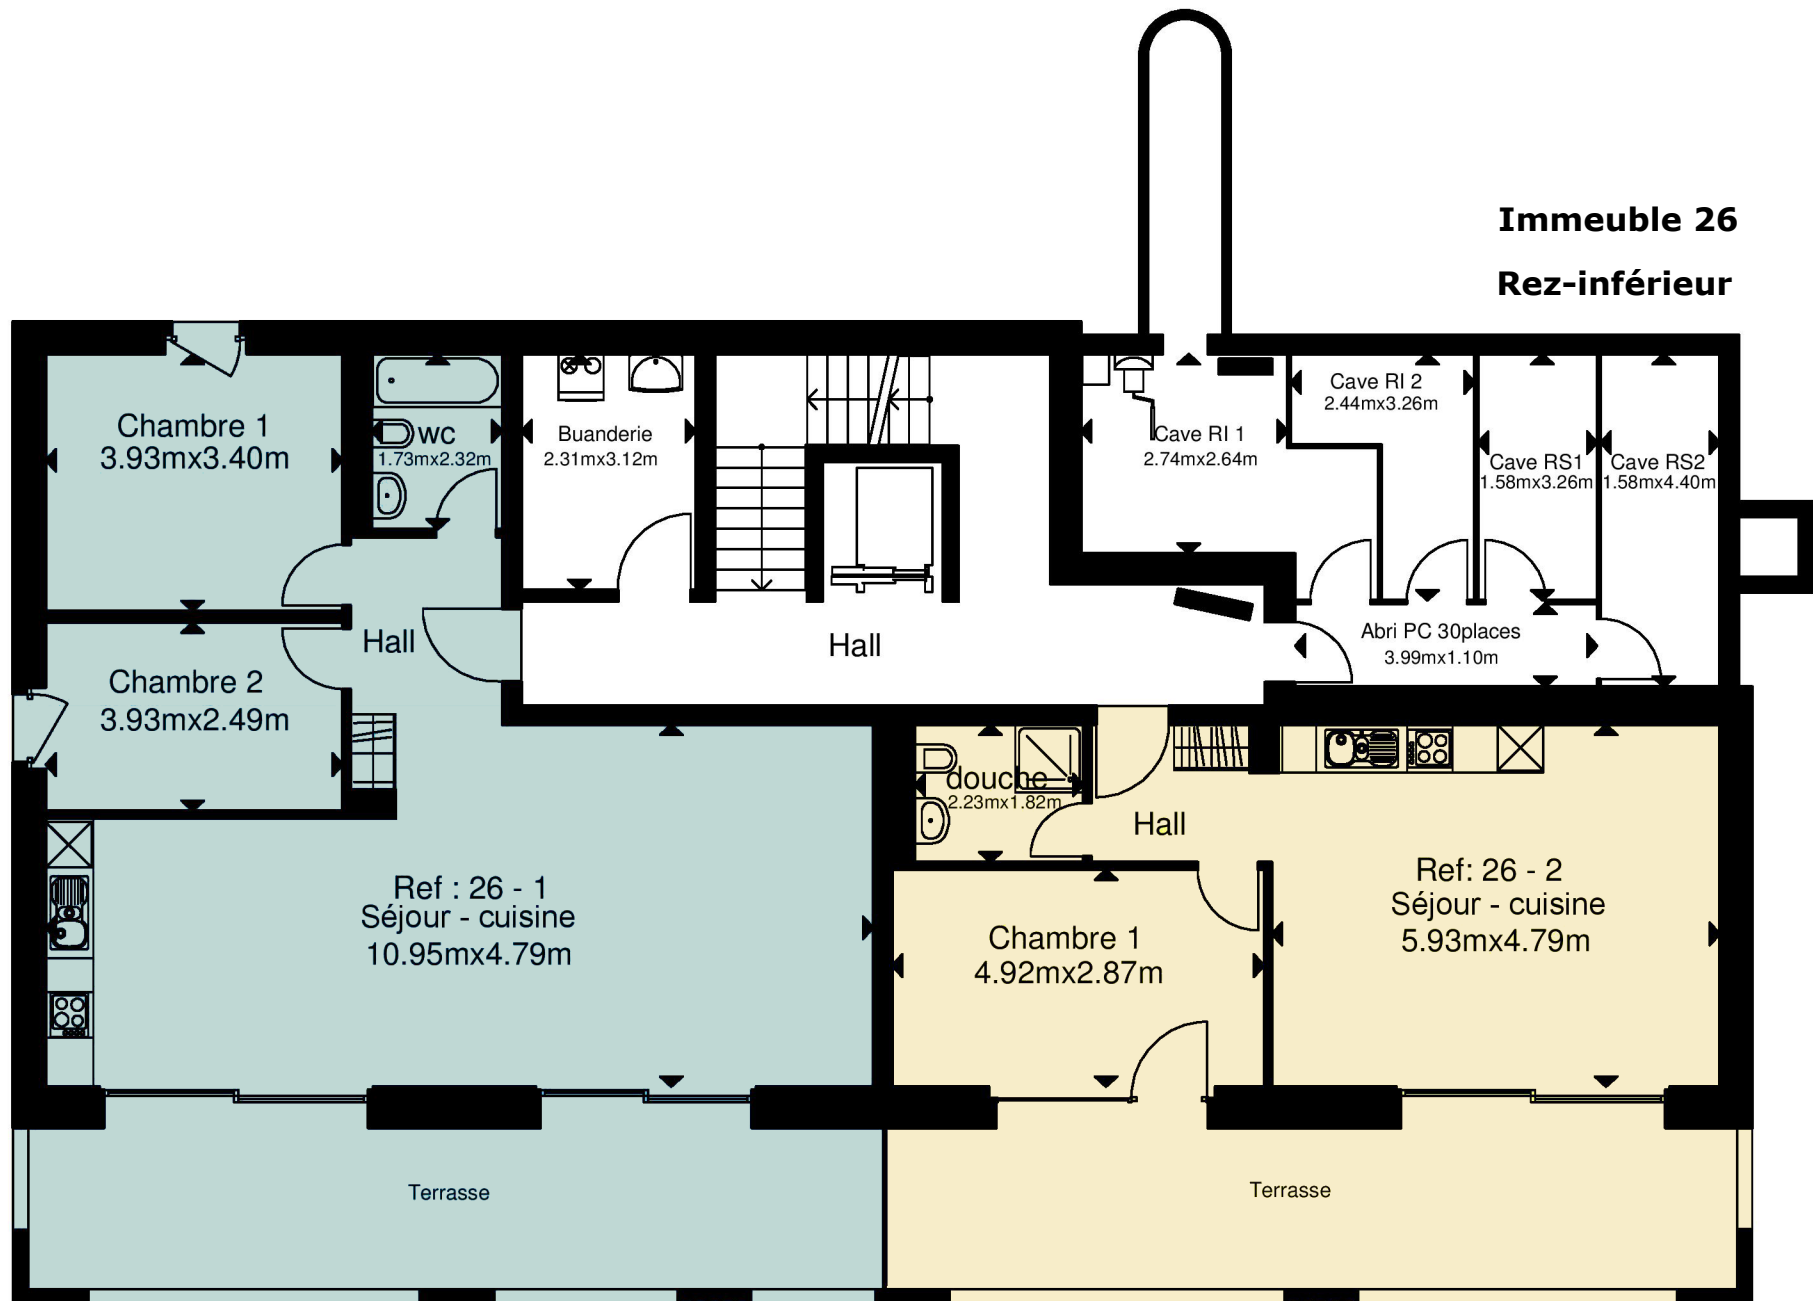 Immeuble 26
Rez-inférieur
Chambre 1
3.93mx3.40m
wc
1.73mx2.32m
Buanderie
2.31mx3.12m
Cave RI 1
2.74mx2.64m
Cave RI 2
2.44mx3.26m
Cave RS1
1.58mx3.26m
Cave RS2
1.58mx4.40m
Hall
Hall
Abri PC 30places
3.99mx1.10m
Chambre 2
3.93mx2.49m
douche
2.23mx1.82m
Hall
Ref : 26 - 1
Séjour - cuisine
10.95mx4.79m
Chambre 1
4.92mx2.87m
Ref: 26 - 2
Séjour - cuisine
5.93mx4.79m
Terrasse
Terrasse